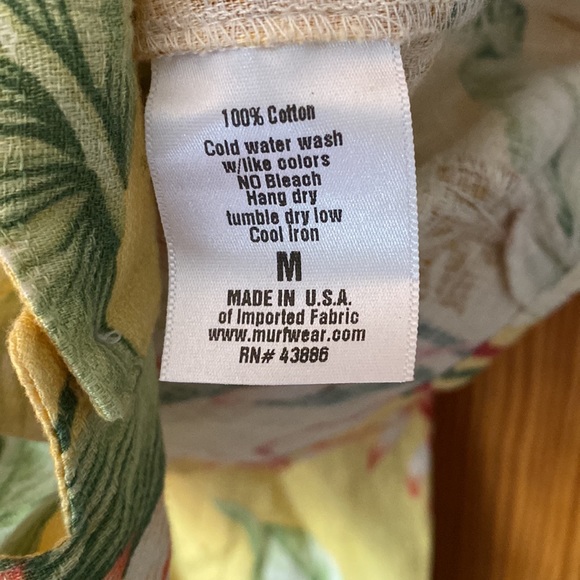 100% Cotton
Cold water wash
w/like colors
NO Bleach
Hang dry
tumble dry low
Cool Iron
M
MADE IN U.S.A.
of Imported Fabric
www.murfwear.com
RN# 43886